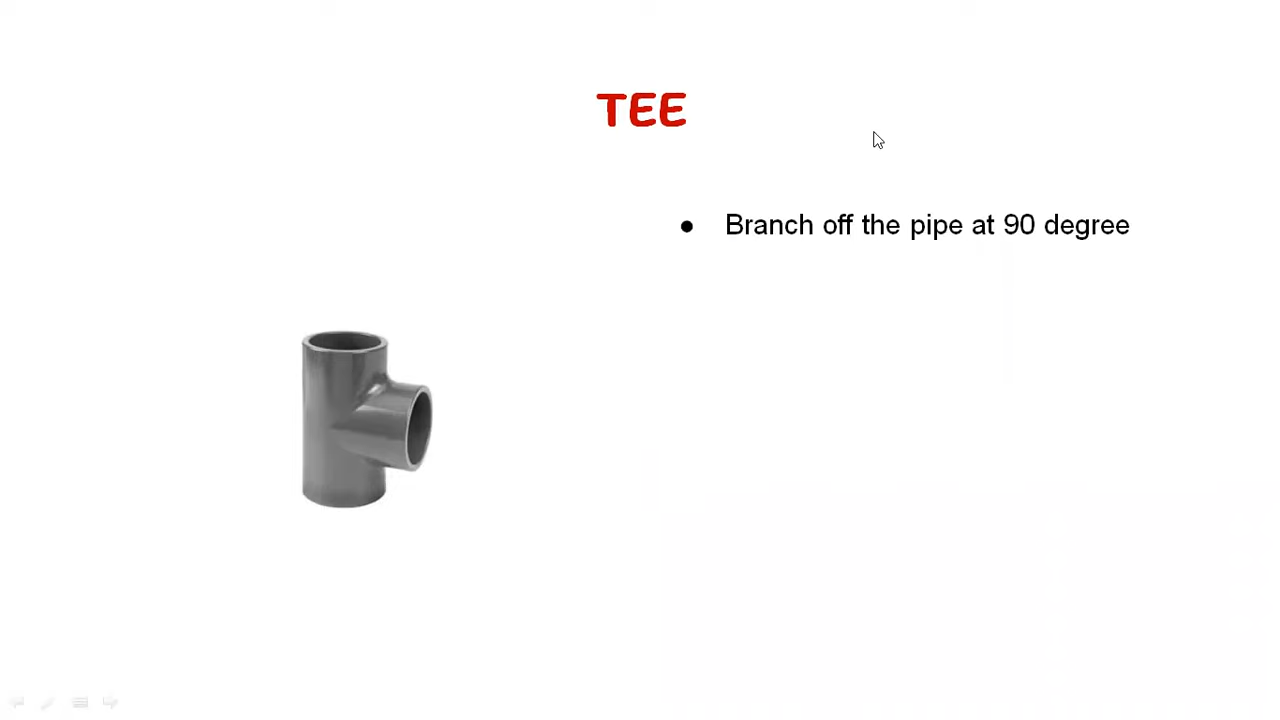 TEE
● Branch off the pipe at 90 degree